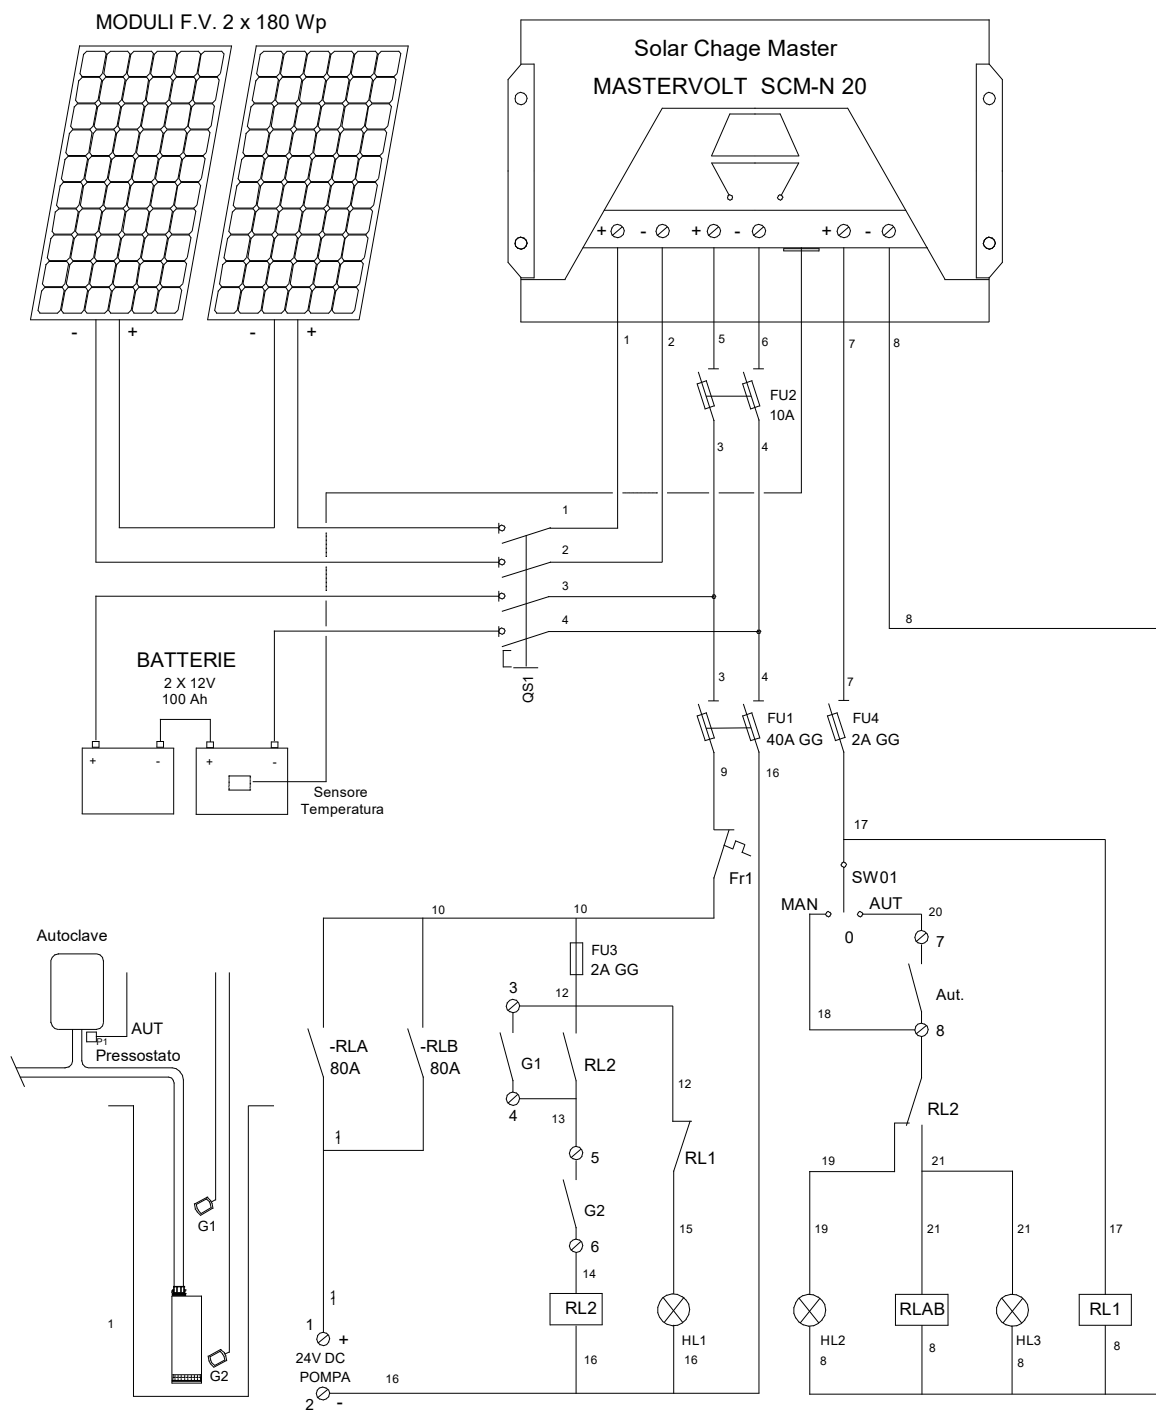 MODULI F.V. 2 x 180 Wp
Solar Chage Master
MASTERVOLT SCM-N 20
+ - + - + -
- + - +
1 2 5 6 7 8
FU2
10A
3 4
1
2
3
4
8
QS1
BATTERIE
2 X 12V
100 Ah
+ - + -
Sensore
Temperatura
3 4 7
FU1
40A GG
FU4
2A GG
9 16
17
Fr1
SW01
MAN
AUT
0
20
7
Aut.
18
8
10 10
FU3
2A GG
3
12
-RLA
80A
-RLB
80A
G1
RL2
12
4
13
1
1
5
RL1
G2
6
14
15
RL2
19
21
19
21
21
17
Autoclave
AUT
P1
Pressostato
G1
1
G2
1
1
1
+
24V DC
POMPA
2
-
16
RL2
16
HL1
16
HL2
8
RLAB
8
HL3
8
RL1
8